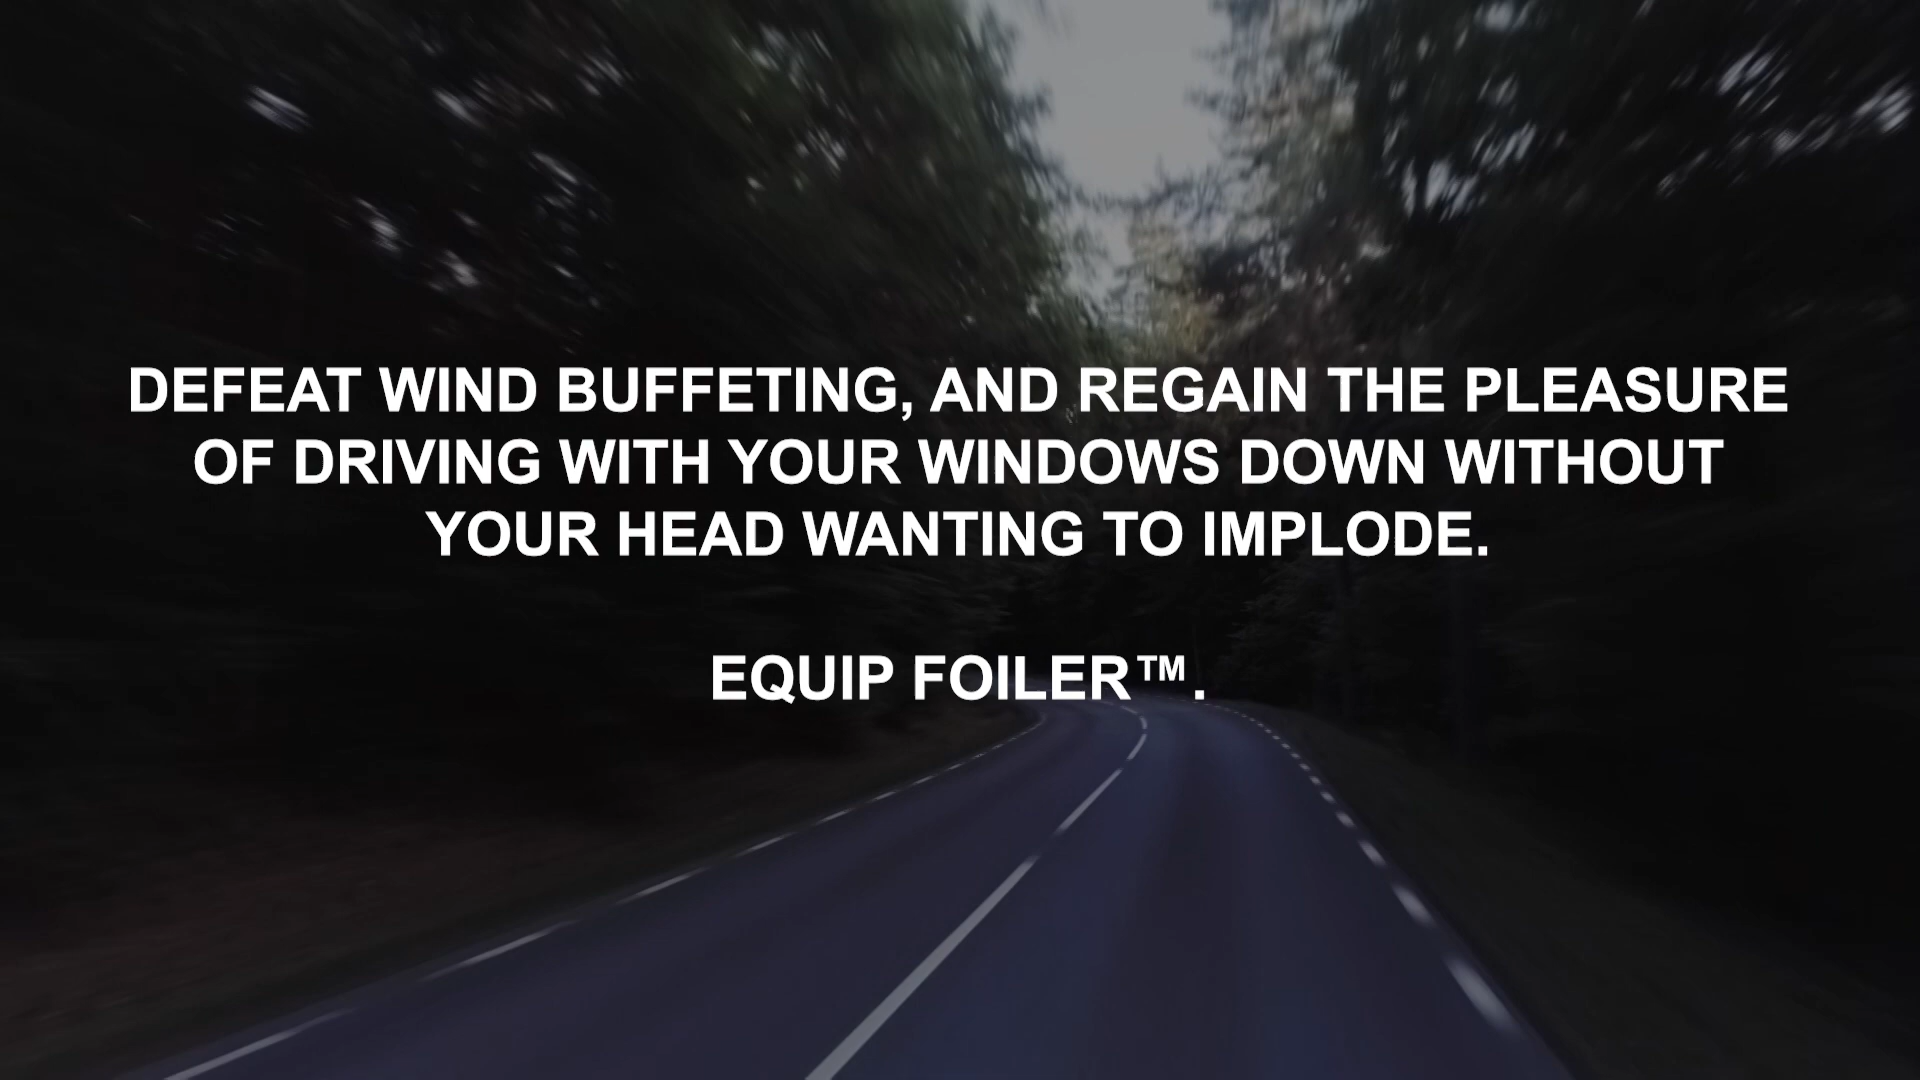 DEFEAT WIND BUFFETING, AND REGAIN THE PLEASURE
OF DRIVING WITH YOUR WINDOWS DOWN WITHOUT
YOUR HEAD WANTING TO IMPLODE.
EQUIP FOILER™.